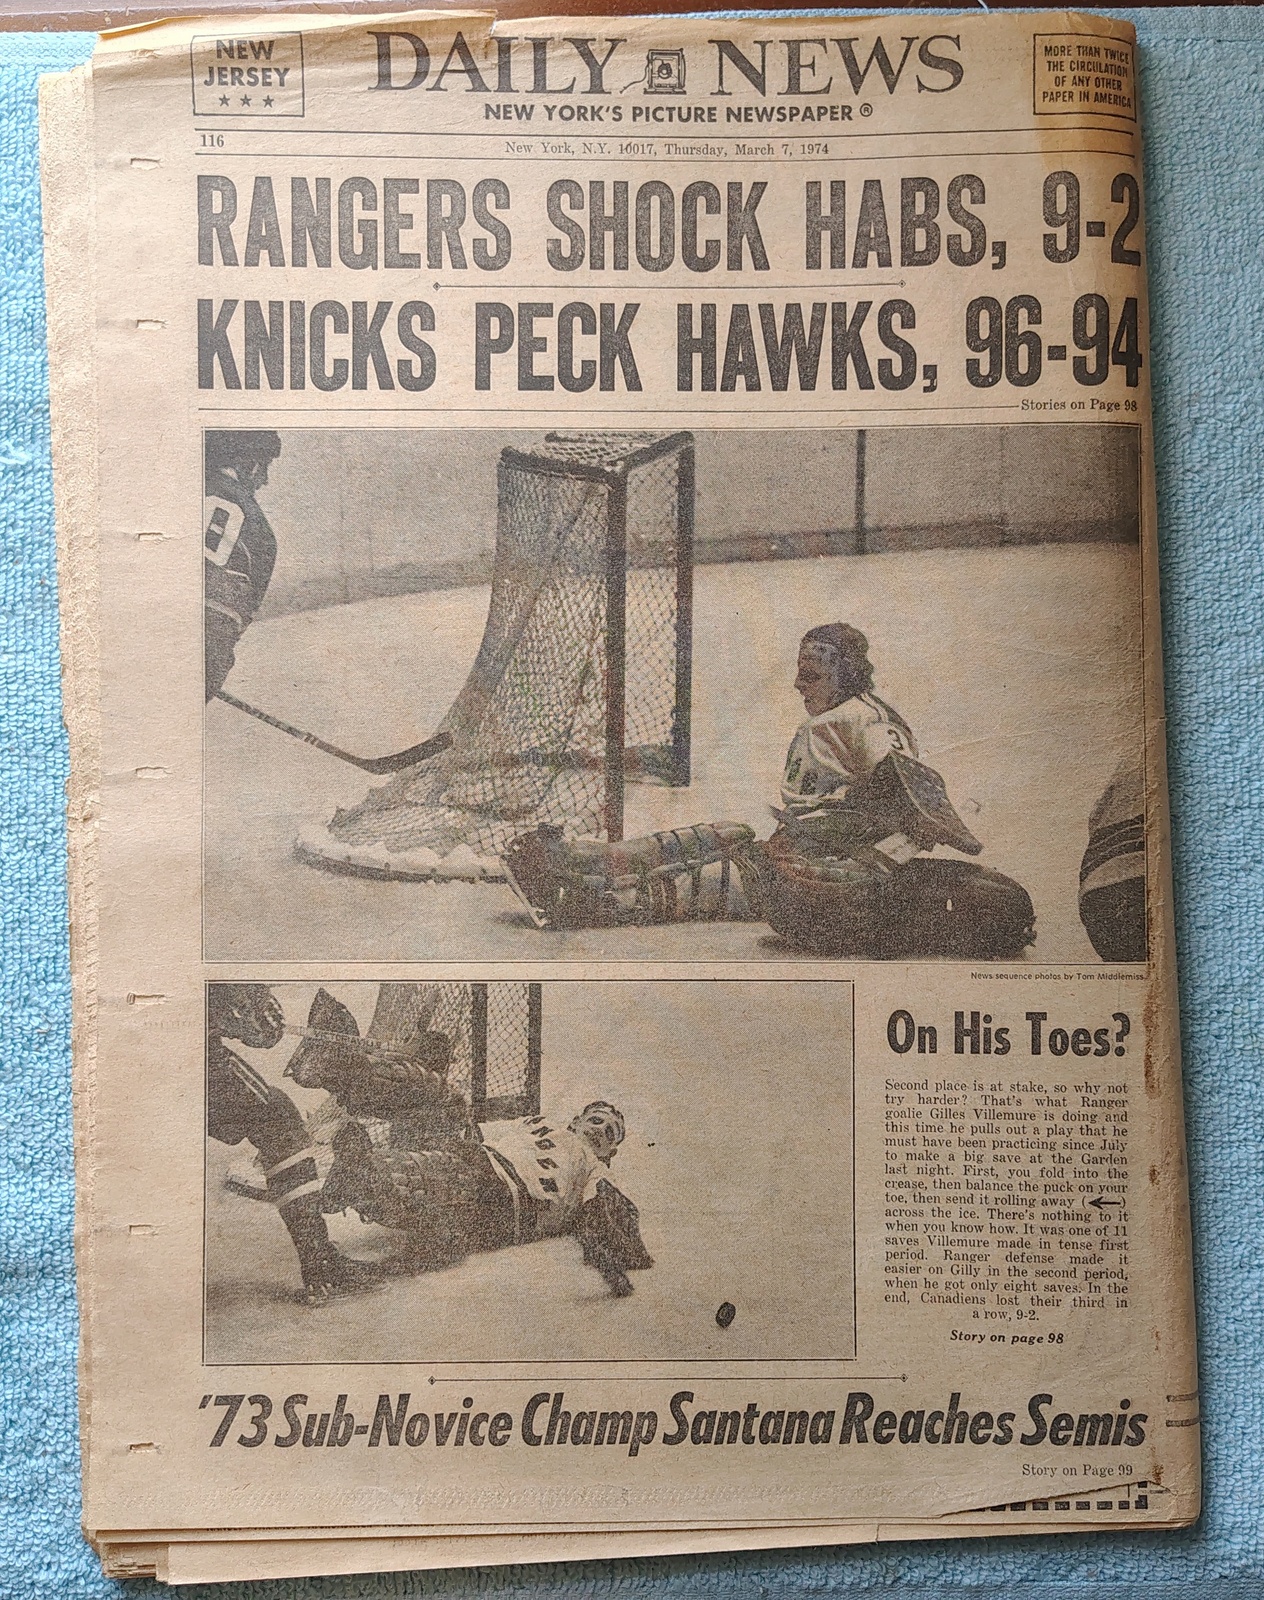 NEW
JERSEY
★ ★ ★
DAILY NEWS
NEW YORK'S PICTURE NEWSPAPER ®
MORE THAN TWICE
THE CIRCULATION
OF ANY OTHER
PAPER IN AMERICA
116
New York, N.Y. 10017, Thursday, March 7, 1974
RANGERS SHOCK HABS, 9-2
KNICKS PECK HAWKS, 96-94
Stories on Page 98
0
3
News sequence photos by Tom Middlemiss
RANGERS
On His Toes?
Second place is at stake, so why not
try harder? That's what Ranger
goalie Gilles Villemure is doing and
this time he pulls out a play that he
must have been practicing since July
to make a big save at the Garden
last night. First, you fold into the
crease, then balance the puck on your
toe, then send it rolling away (←)
across the ice. There's nothing to it
when you know how. It was one of 11
saves Villemure made in tense first
period. Ranger defense made it
easier on Gilly in the second period,
when he got only eight saves. In the
end, Canadiens lost their third in
a row, 9-2.
Story on page 98
'73 Sub-Novice Champ Santana Reaches Semis
Story on Page 99